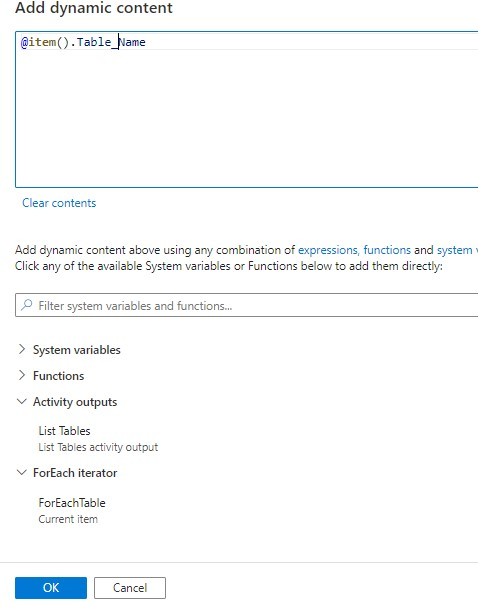 Add dynamic content
@item().Table_Name
Clear contents
Add dynamic content above using any combination of expressions, functions and system
Click any of the available System variables or Functions below to add them directly:
Filter system variables and functions...
System variables
Functions
Activity outputs
List Tables
List Tables activity output
ForEach iterator
ForEachTable
Current item
OK
Cancel